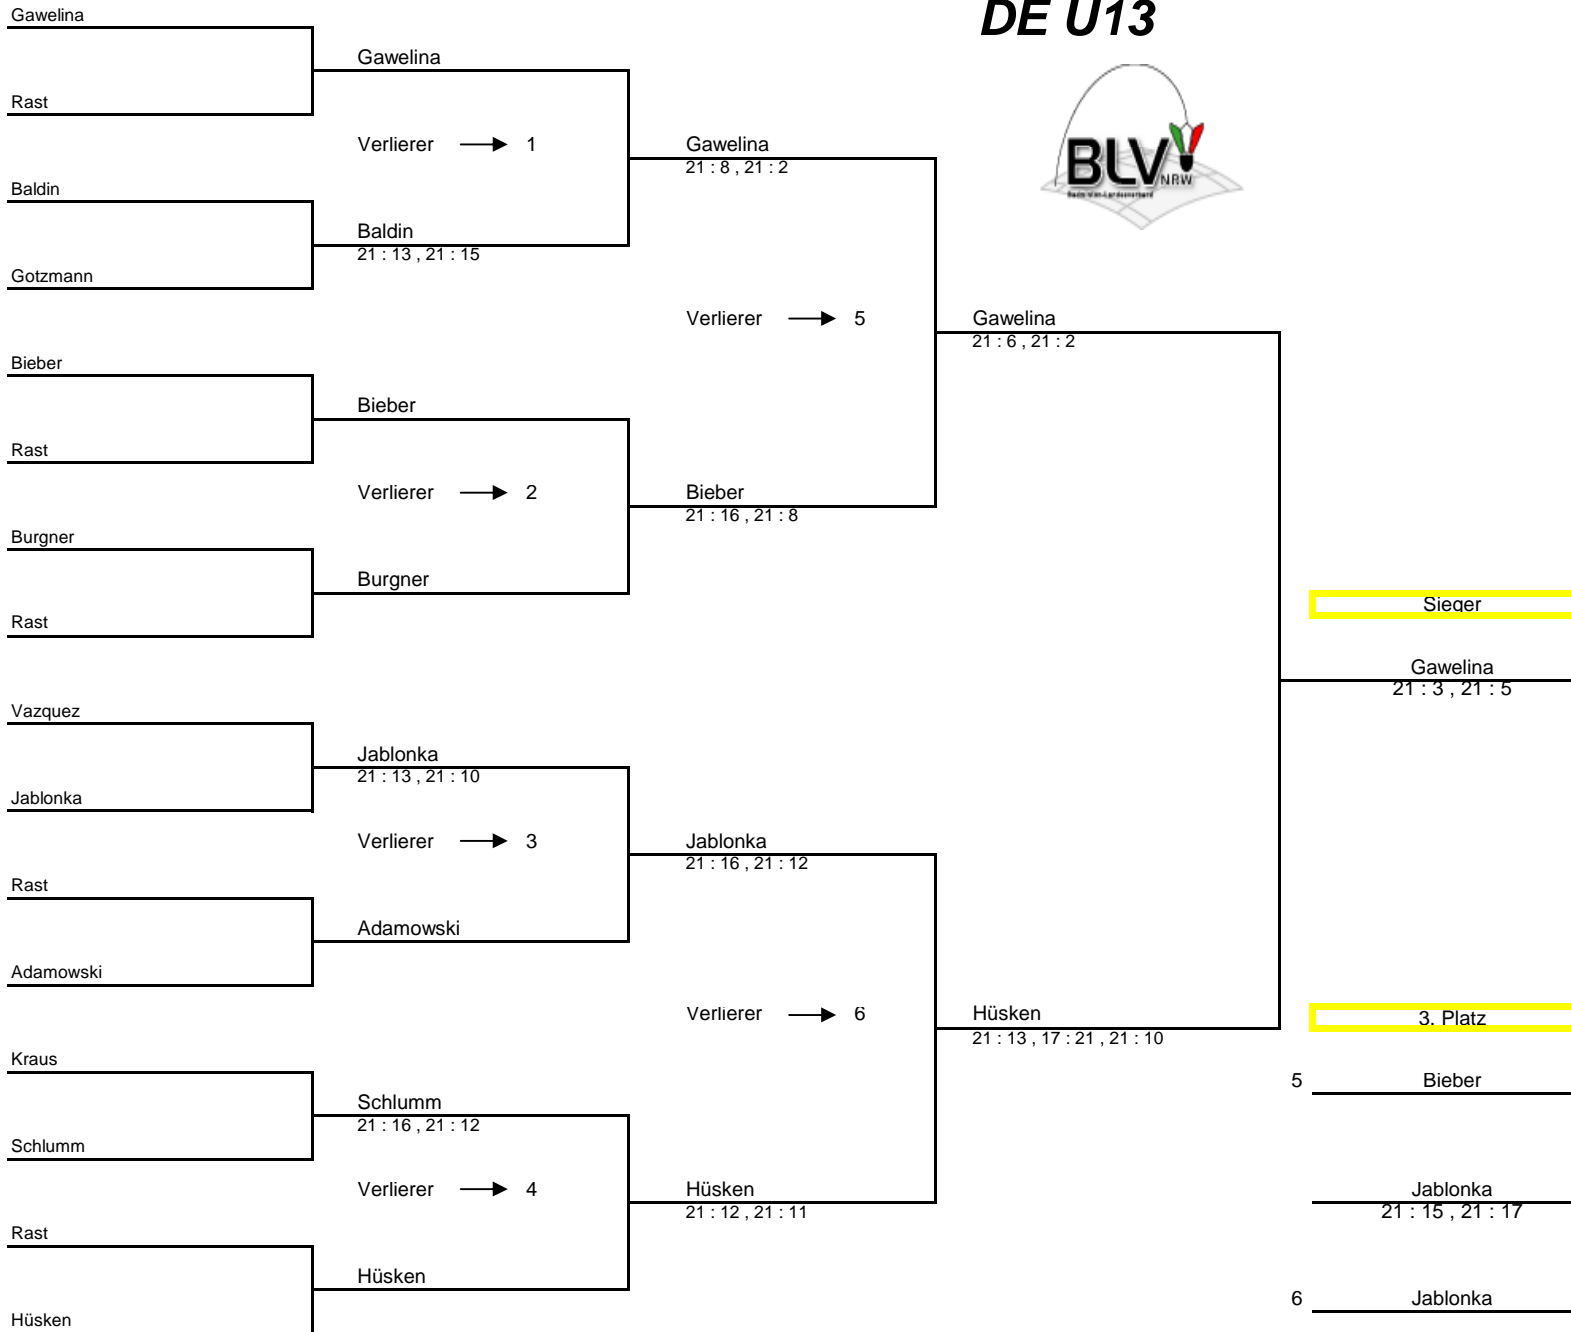 DE U13
BLV
NRW
Badminton-Landesverband
Gawelina
Rast
Baldin
Gotzmann
Bieber
Rast
Burgner
Rast
Vazquez
Jablonka
Rast
Adamowski
Kraus
Schlumm
Rast
Hüsken
Gawelina
Verlierer 1
Baldin
21 : 13 , 21 : 15
Bieber
Verlierer 2
Burgner
Jablonka
21 : 13 , 21 : 10
Verlierer 3
Adamowski
Schlumm
21 : 16 , 21 : 12
Verlierer 4
Hüsken
Gawelina
21 : 8 , 21 : 2
Verlierer 5
Bieber
21 : 16 , 21 : 8
Jablonka
21 : 16 , 21 : 12
Verlierer 6
Hüsken
21 : 12 , 21 : 11
Gawelina
21 : 6 , 21 : 2
Hüsken
21 : 13 , 17 : 21 , 21 : 10
Sieger
Gawelina
21 : 3 , 21 : 5
3. Platz
5 Bieber
Jablonka
21 : 15 , 21 : 17
6 Jablonka